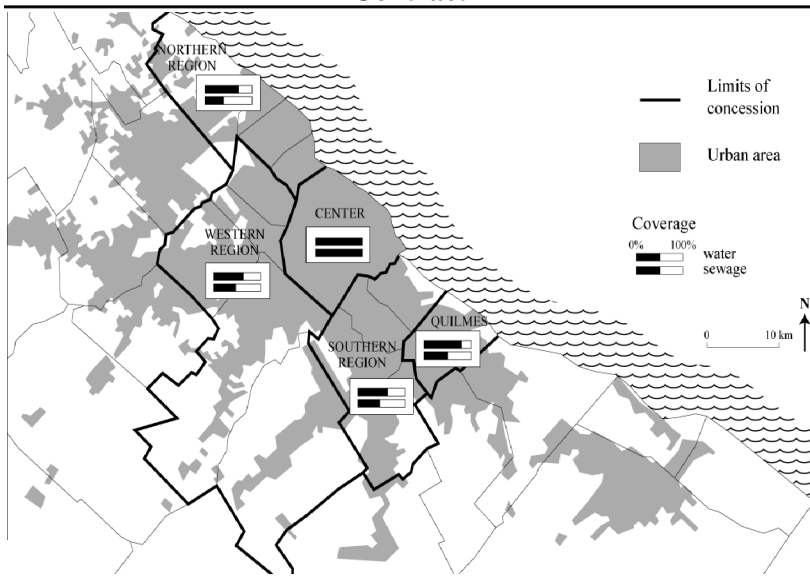 NORTHERN
REGION
Limits of
concession
Urban area
CENTER
WESTERN
REGION
Coverage
0% 100%
water
sewage
N
QUILMES
0 10 km
SOUTHERN
REGION